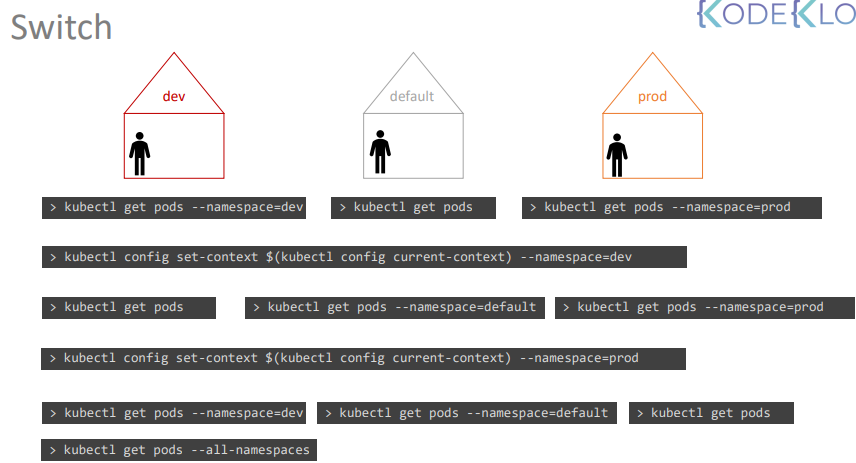 Switch
{KODE{KLO
dev
default
prod
> kubectl get pods --namespace=dev
> kubectl get pods
> kubectl get pods --namespace=prod
> kubectl config set-context $(kubectl config current-context) --namespace=dev
> kubectl get pods
> kubectl get pods --namespace=default
> kubectl get pods --namespace=prod
> kubectl config set-context $(kubectl config current-context) --namespace=prod
> kubectl get pods --namespace=dev
> kubectl get pods --namespace=default
> kubectl get pods
> kubectl get pods --all-namespaces